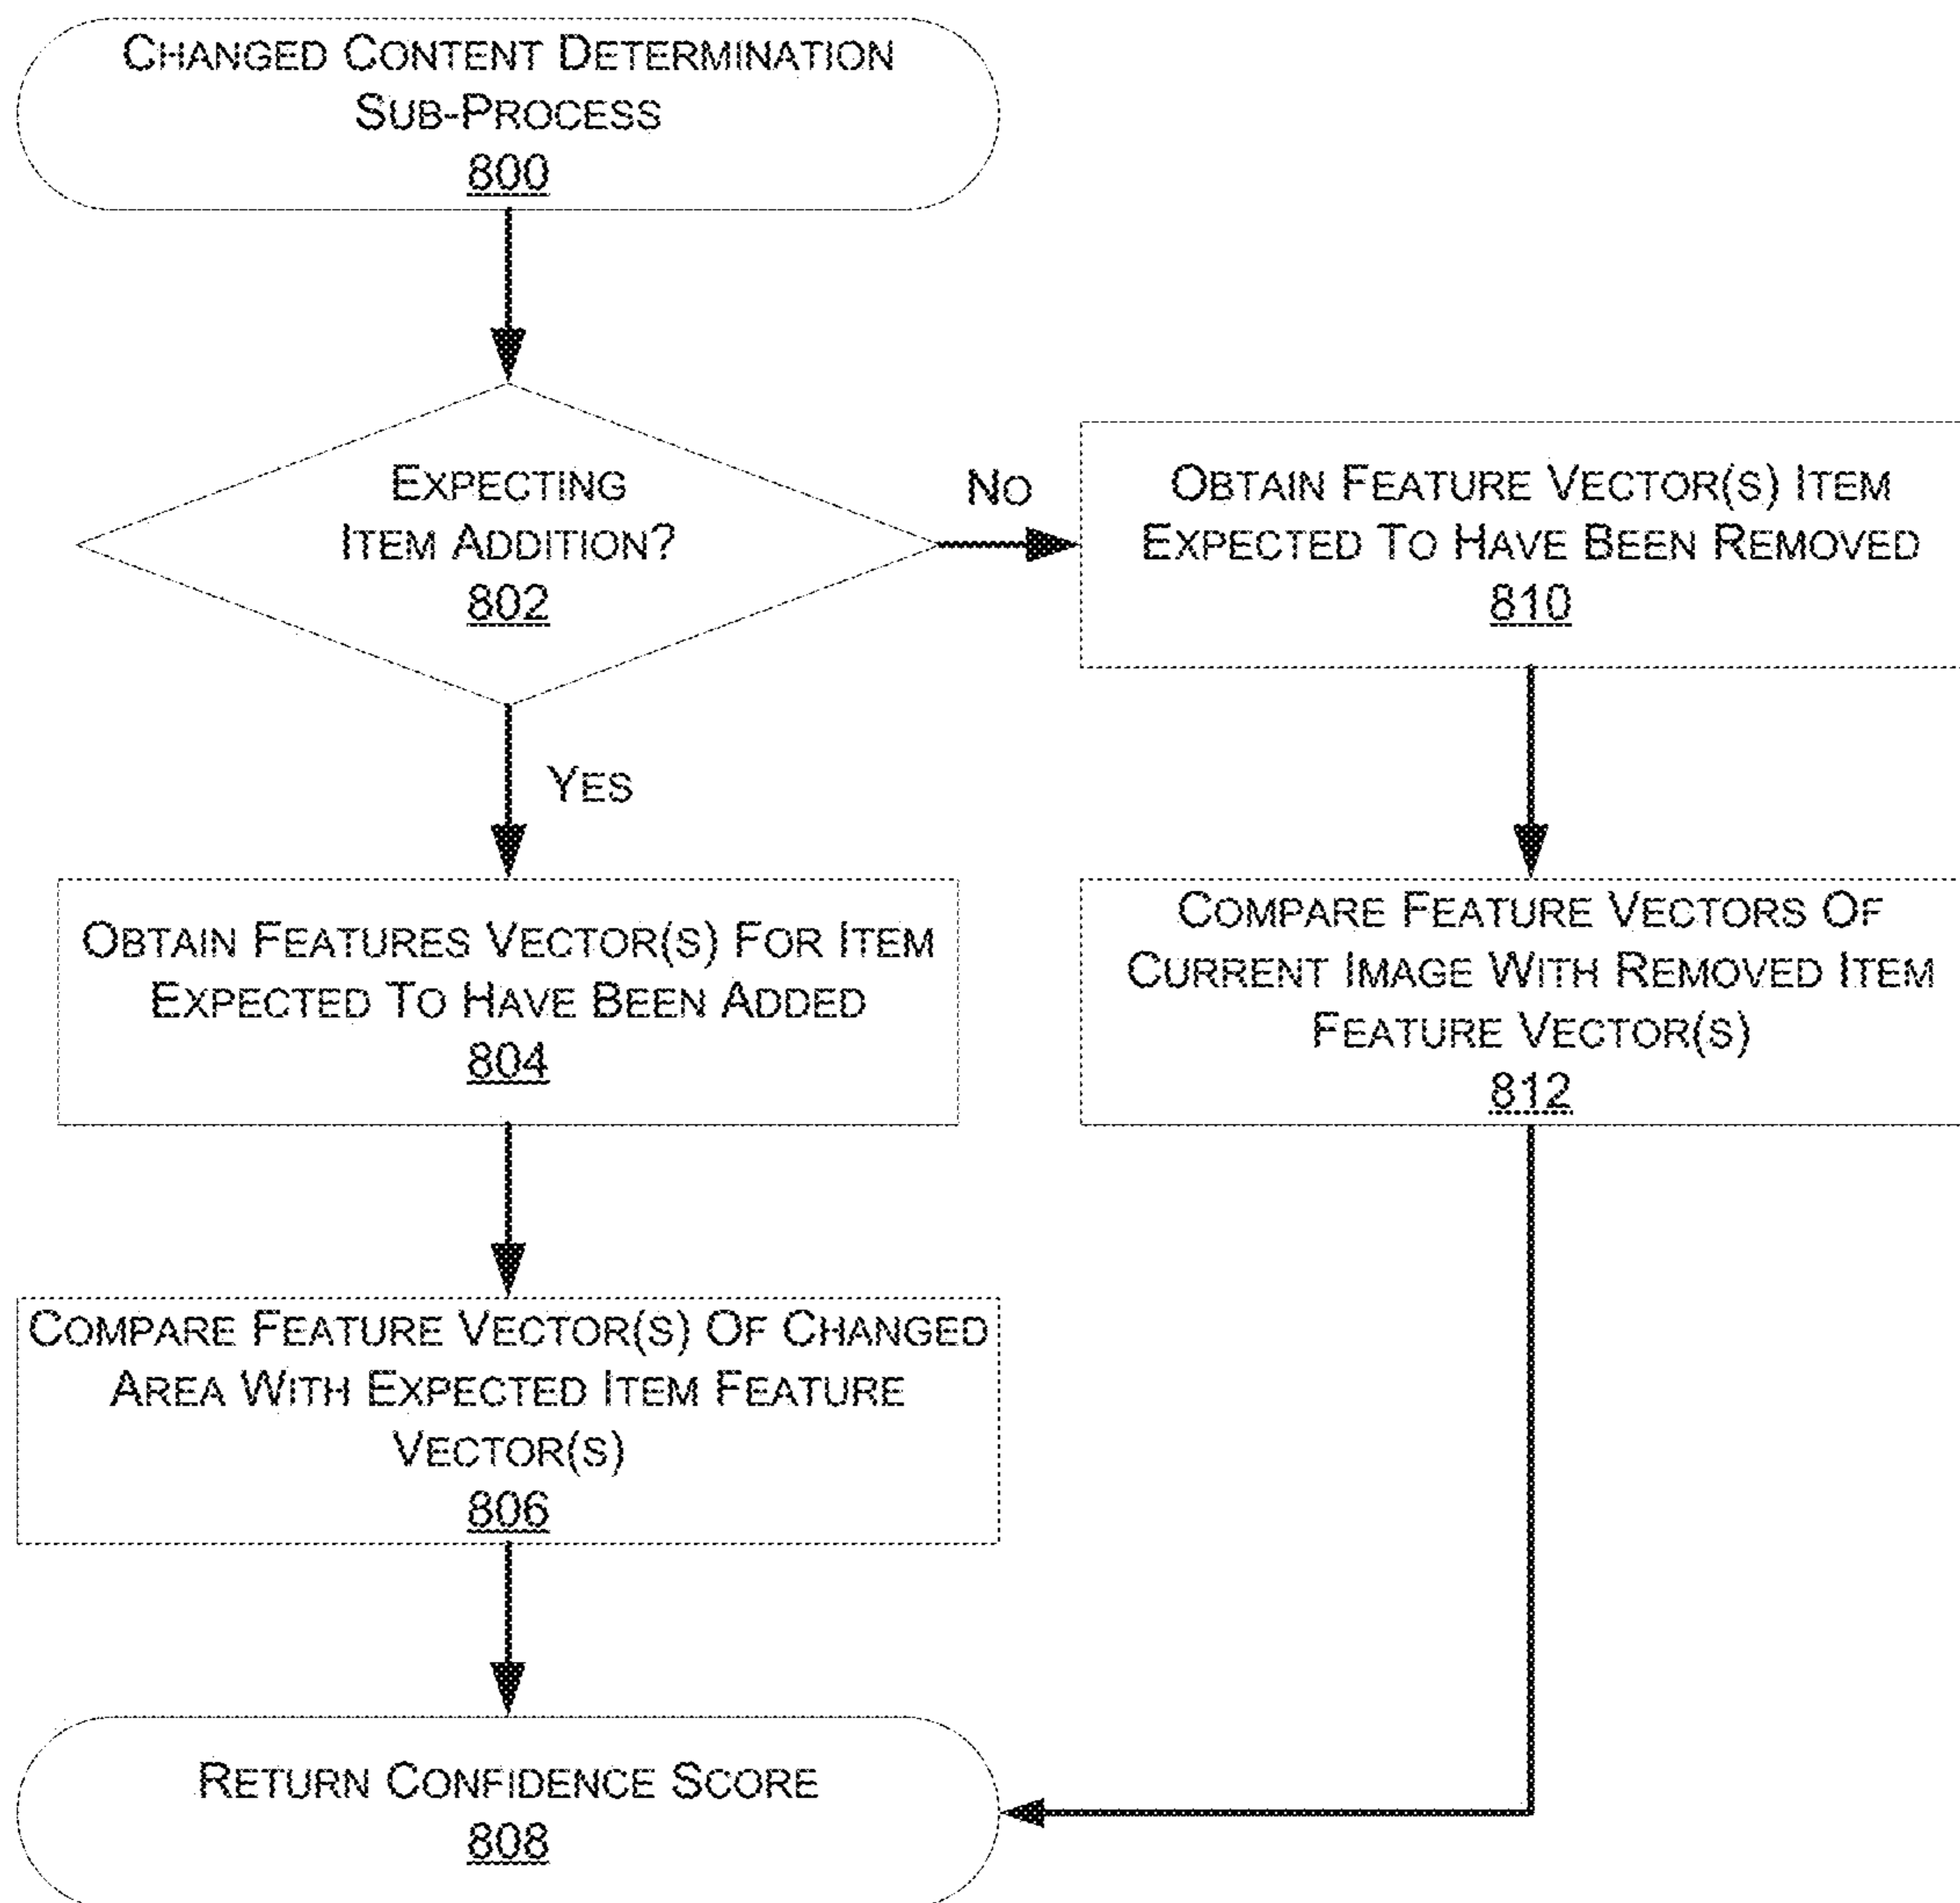 CHANGED CONTENT DETERMINATION
SUB-PROCESS
800
EXPECTING
ITEM ADDITION?
802
NO
OBTAIN FEATURE VECTOR(S) ITEM
EXPECTED TO HAVE BEEN REMOVED
810
YES
OBTAIN FEATURES VECTOR(S) FOR ITEM
EXPECTED TO HAVE BEEN ADDED
804
COMPARE FEATURE VECTORS OF
CURRENT IMAGE WITH REMOVED ITEM
FEATURE VECTOR(S)
812
COMPARE FEATURE VECTOR(S) OF CHANGED
AREA WITH EXPECTED ITEM FEATURE
VECTOR(S)
806
RETURN CONFIDENCE SCORE
808